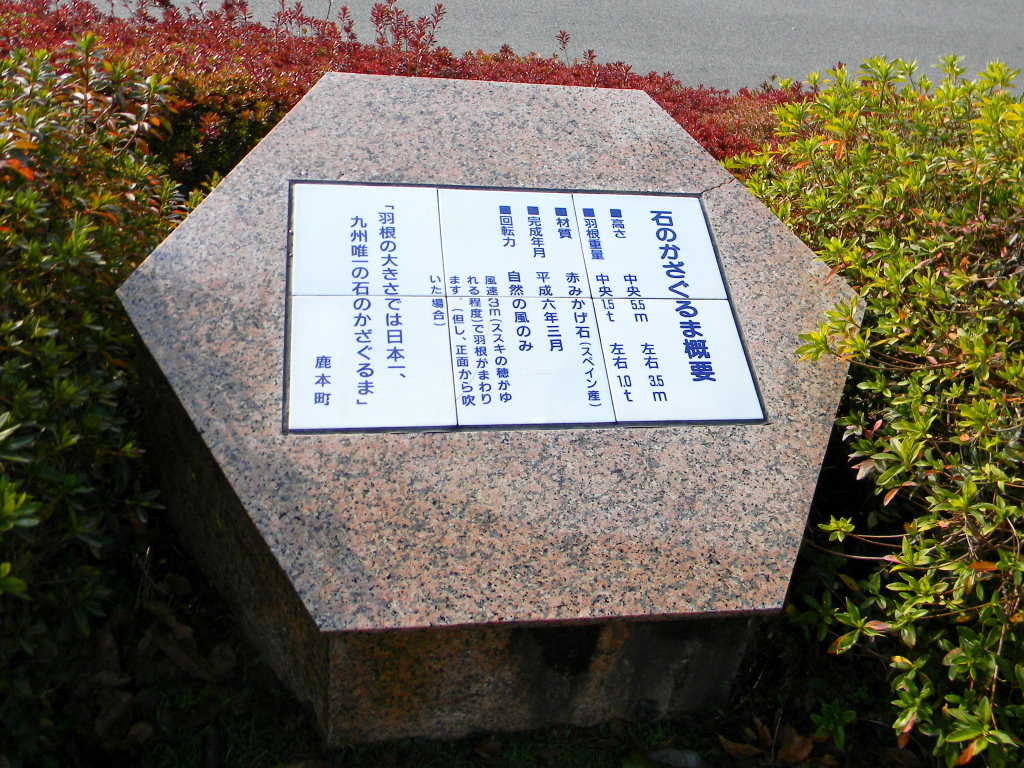 石のかざぐるま概要
■高さ 中央5.5m 左右3.5m
■羽根重量 中央1.5t 左右1.0t
■材質 赤みかげ石(スペイン産)
■完成年月 平成六年三月
■回転力 自然の風のみ
風速3m(ススキの穂がゆ
れる程度)で羽根がまわり
ます。(但し、正面から吹
いた場合)
「羽根の大きさでは日本一、
九州唯一の石のかざぐるま」
鹿本町